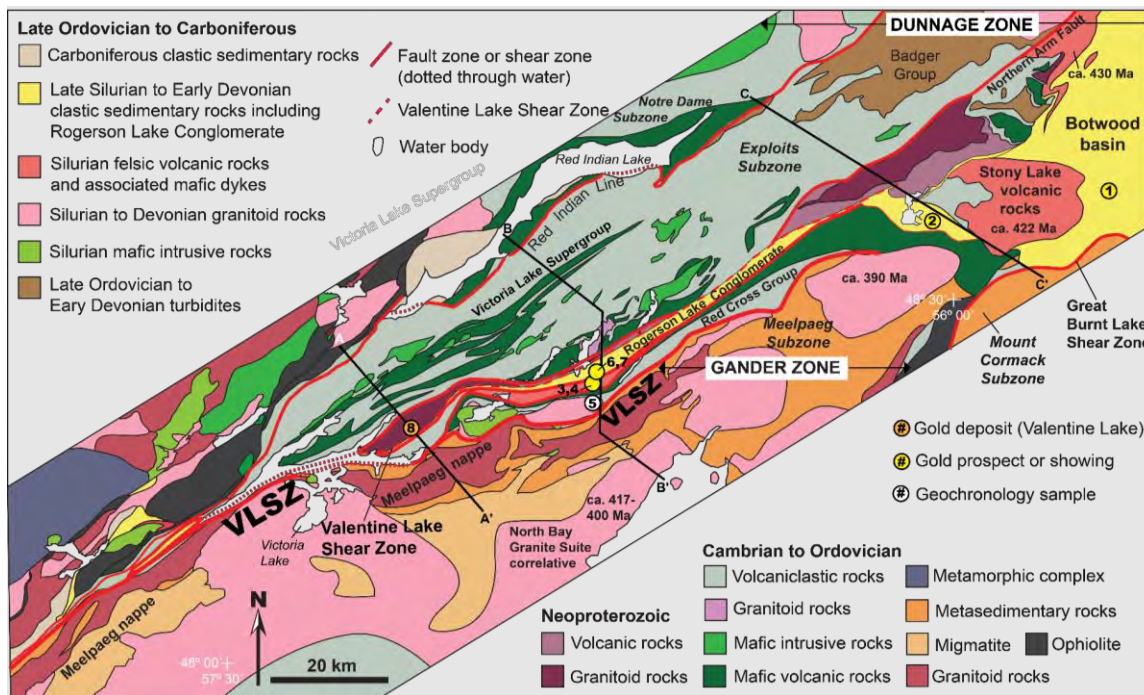 Late Ordovician to Carboniferous
Carboniferous clastic sedimentary rocks
Late Silurian to Early Devonian
clastic sedimentary rocks including
Rogerson Lake Conglomerate
Silurian felsic volcanic rocks
and associated mafic dykes
Silurian to Devonian granitoid rocks
Silurian mafic intrusive rocks
Late Ordovician to
Eary Devonian turbidites
Fault zone or shear zone
(dotted through water)
Valentine Lake Shear Zone
Water body
DUNNAGE ZONE
Badger
Group
Northern Arm Fault
ca. 430 Ma
Botwood
basin
1
Notre Dame
Subzone
C
Exploits
Subzone
Stony Lake
volcanic
rocks
ca. 422 Ma
2
Red Indian Lake
Red Indian Line
Victoria Lake Supergroup
B
Victoria Lake Supergroup
Rogerson Lake Conglomerate
Red Cross Group
ca. 390 Ma
48° 30'
56° 00'
C'
Great
Burnt Lake
Shear Zone
Meelpaeg
Subzone
Mount
Cormack
Subzone
GANDER ZONE
A
6,7
3,4
5
VLSZ
8
Meelpaeg nappe
A'
B'
ca. 417-
400 Ma
North Bay
Granite Suite
correlative
VLSZ
Valentine Lake
Shear Zone
Victoria
Lake
Meelpaeg nappe
N
48° 00'
57° 30'
20 km
# Gold deposit (Valentine Lake)
# Gold prospect or showing
# Geochronology sample
Neoproterozoic
Volcanic rocks
Granitoid rocks
Cambrian to Ordovician
Volcaniclastic rocks
Granitoid rocks
Mafic intrusive rocks
Mafic volcanic rocks
Metamorphic complex
Metasedimentary rocks
Migmatite
Ophiolite
Granitoid rocks